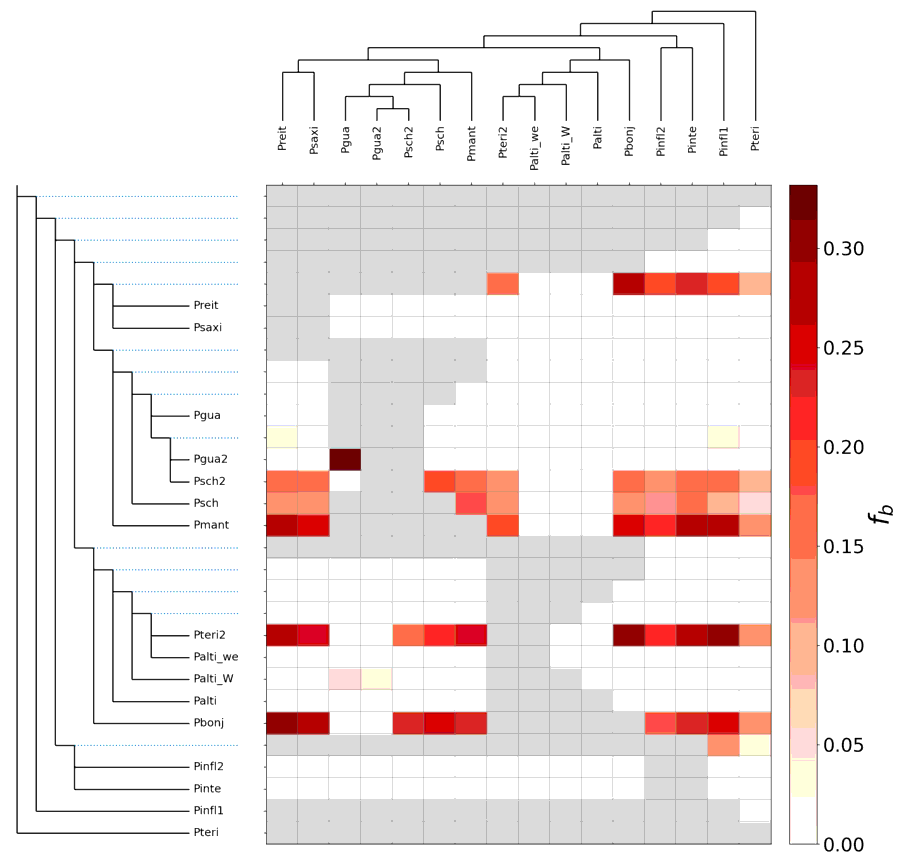 Preit
Psaxi
Pgua
Pgua2
Psch2
Psch
Pmant
Pteri2
Palti_we
Palti_W
Palti
Pbonj
Pinfl2
Pinte
Pinfl1
Pteri
Preit
Psaxi
Pgua
Pgua2
Psch2
Psch
Pmant
Pteri2
Palti_we
Palti_W
Palti
Pbonj
Pinfl2
Pinte
Pinfl1
Pteri
0.30
0.25
0.20
0.15
0.10
0.05
0.00
f_b